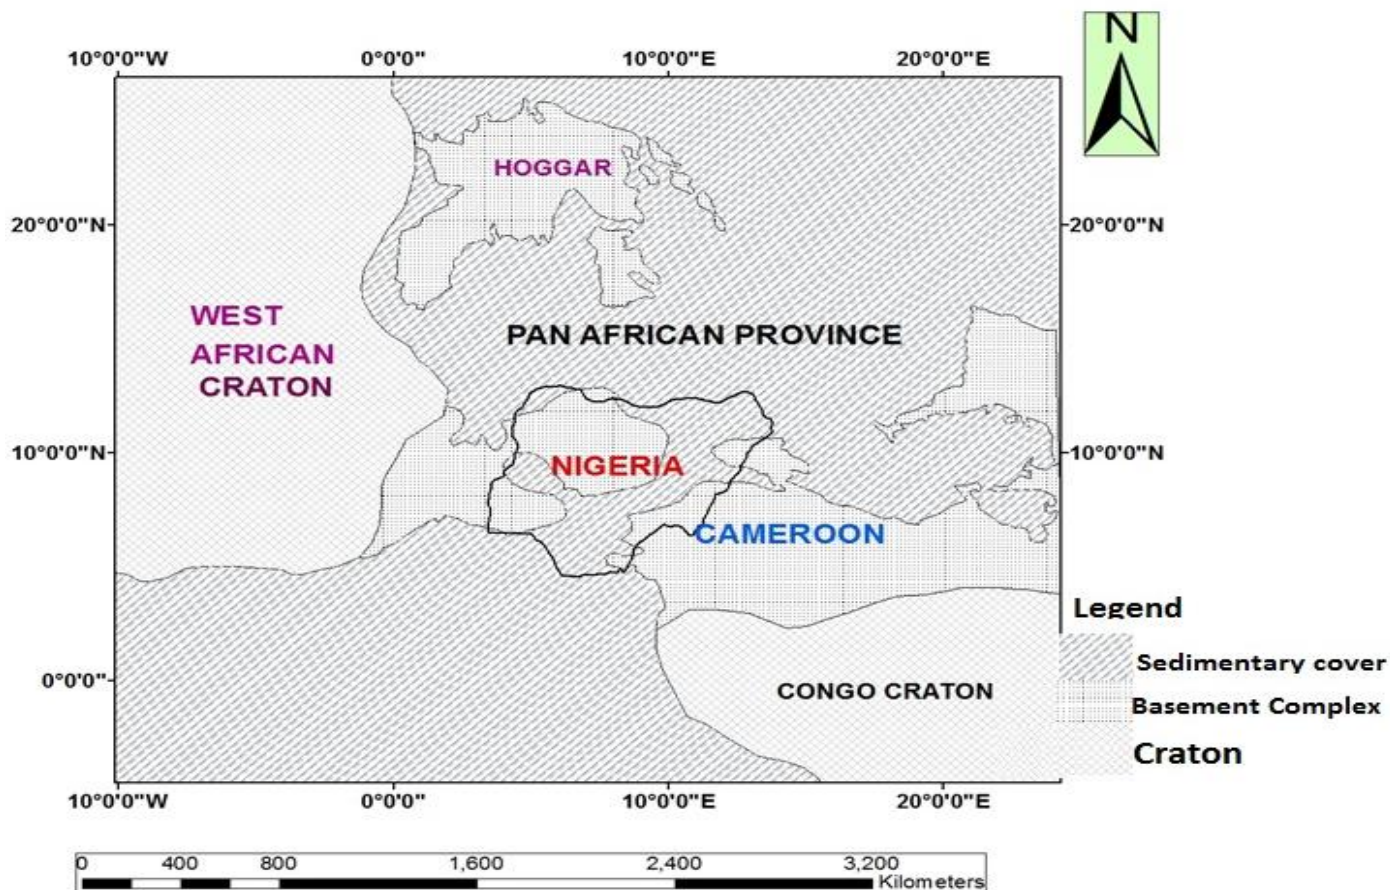 N
10°0'0"W 0°0'0" 10°0'0"E 20°0'0"E
HOGGAR
20°0'0"N 20°0'0"N
WEST
AFRICAN
CRATON
PAN AFRICAN PROVINCE
10°0'0"N 10°0'0"N
NIGERIA
CAMEROON
Legend
Sedimentary cover
0°0'0"
CONGO CRATON
Basement Complex
Craton
10°0'0"W 0°0'0" 10°0'0"E 20°0'0"E
0 400 800 1,600 2,400 3,200
Kilometers